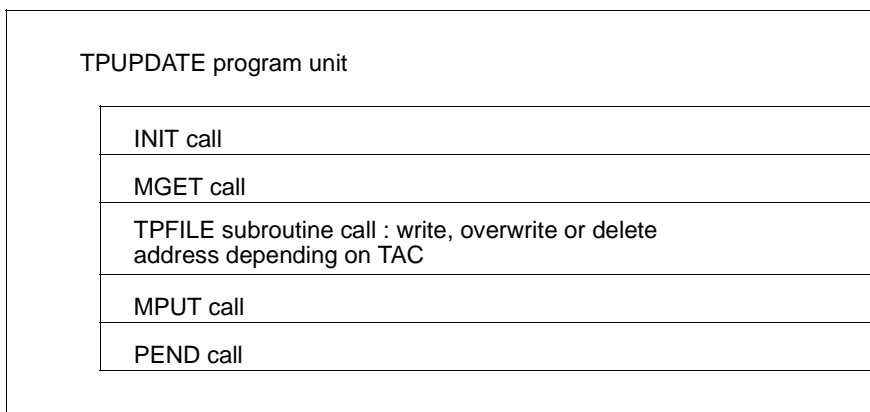 TPUPDATE program unit
INIT call
MGET call
TPFILE subroutine call : write, overwrite or delete
address depending on TAC
MPUT call
PEND call